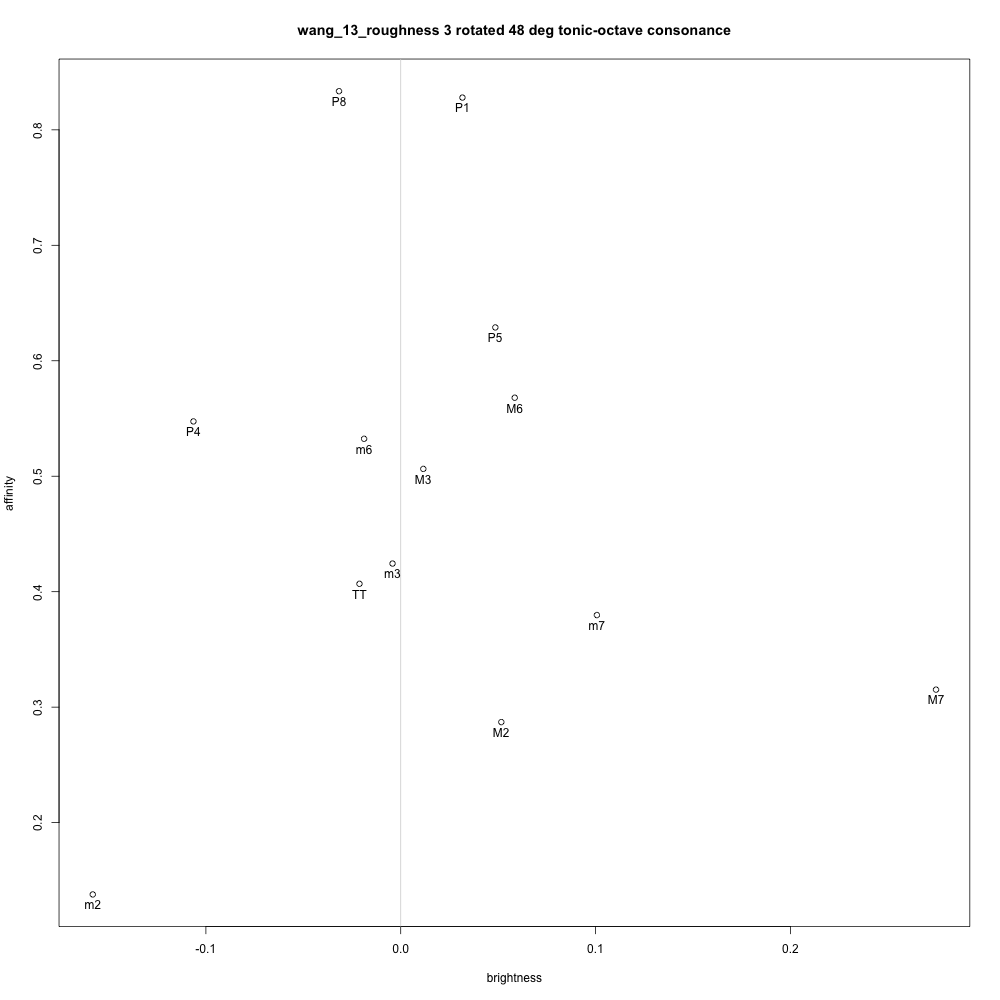 wang_13_roughness 3 rotated 48 deg tonic-octave consonance
P8
P1
0.8
0.7
P5
0.6
M6
P4
m6
M3
0.5
affinity
m3
TT
0.4
m7
M7
0.3
M2
0.2
m2
-0.1
0.0
0.1
0.2
brightness